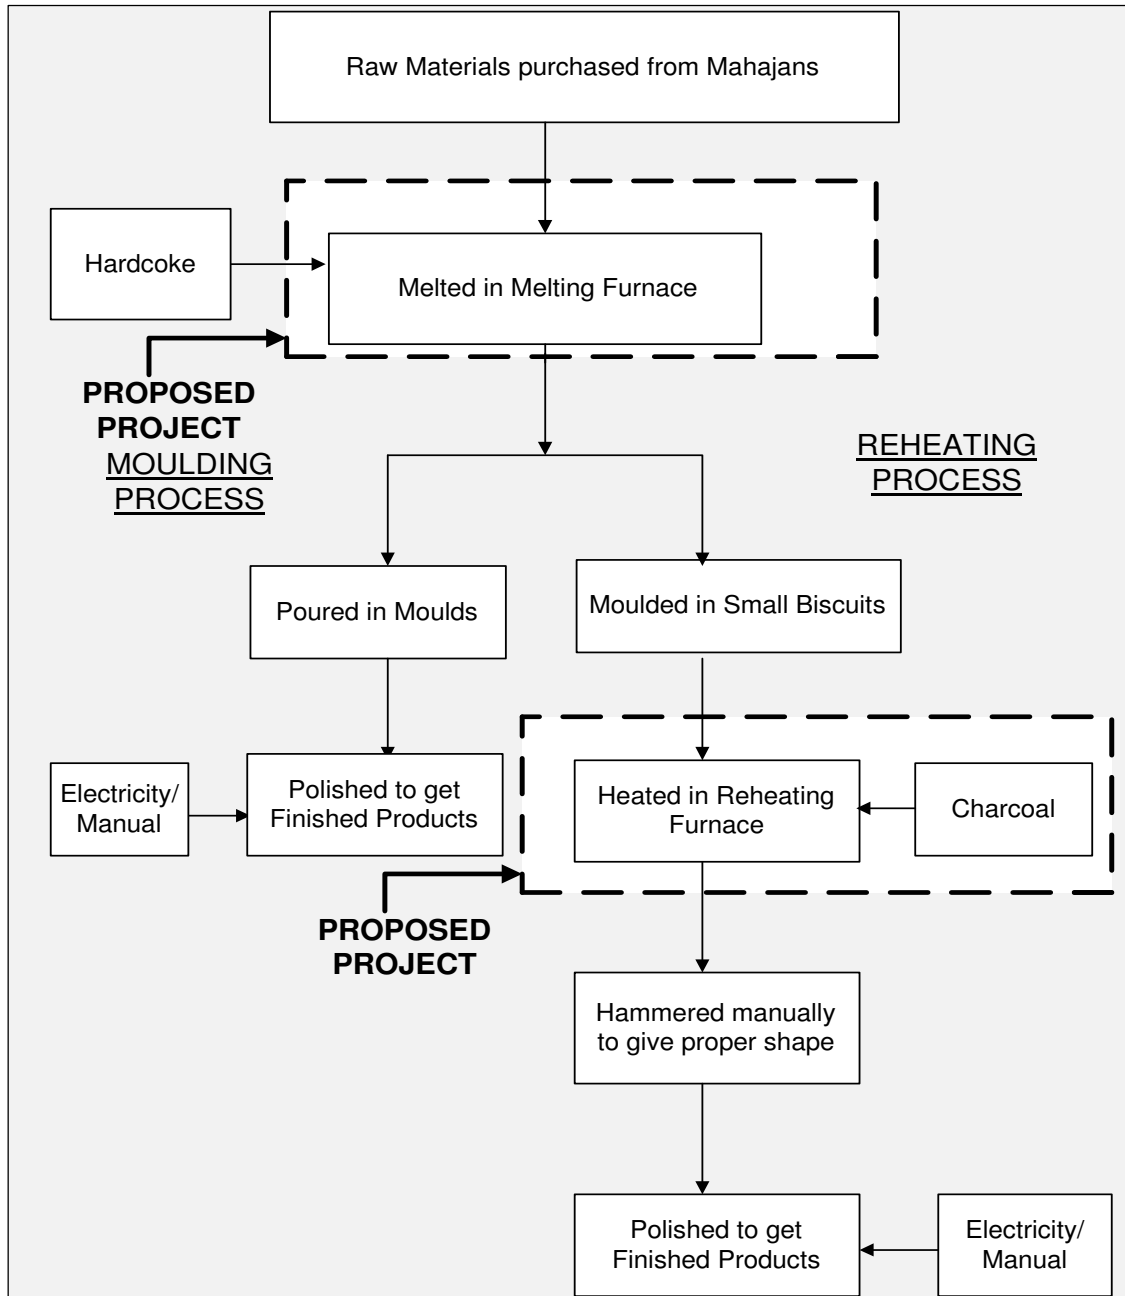 Raw Materials purchased from Mahajans
Hardcoke
Melted in Melting Furnace
PROPOSED
PROJECT
MOULDING
PROCESS
REHEATING
PROCESS
Poured in Moulds
Moulded in Small Biscuits
Electricity/
Manual
Polished to get
Finished Products
Heated in Reheating
Furnace
Charcoal
PROPOSED
PROJECT
Hammered manually
to give proper shape
Polished to get
Finished Products
Electricity/
Manual